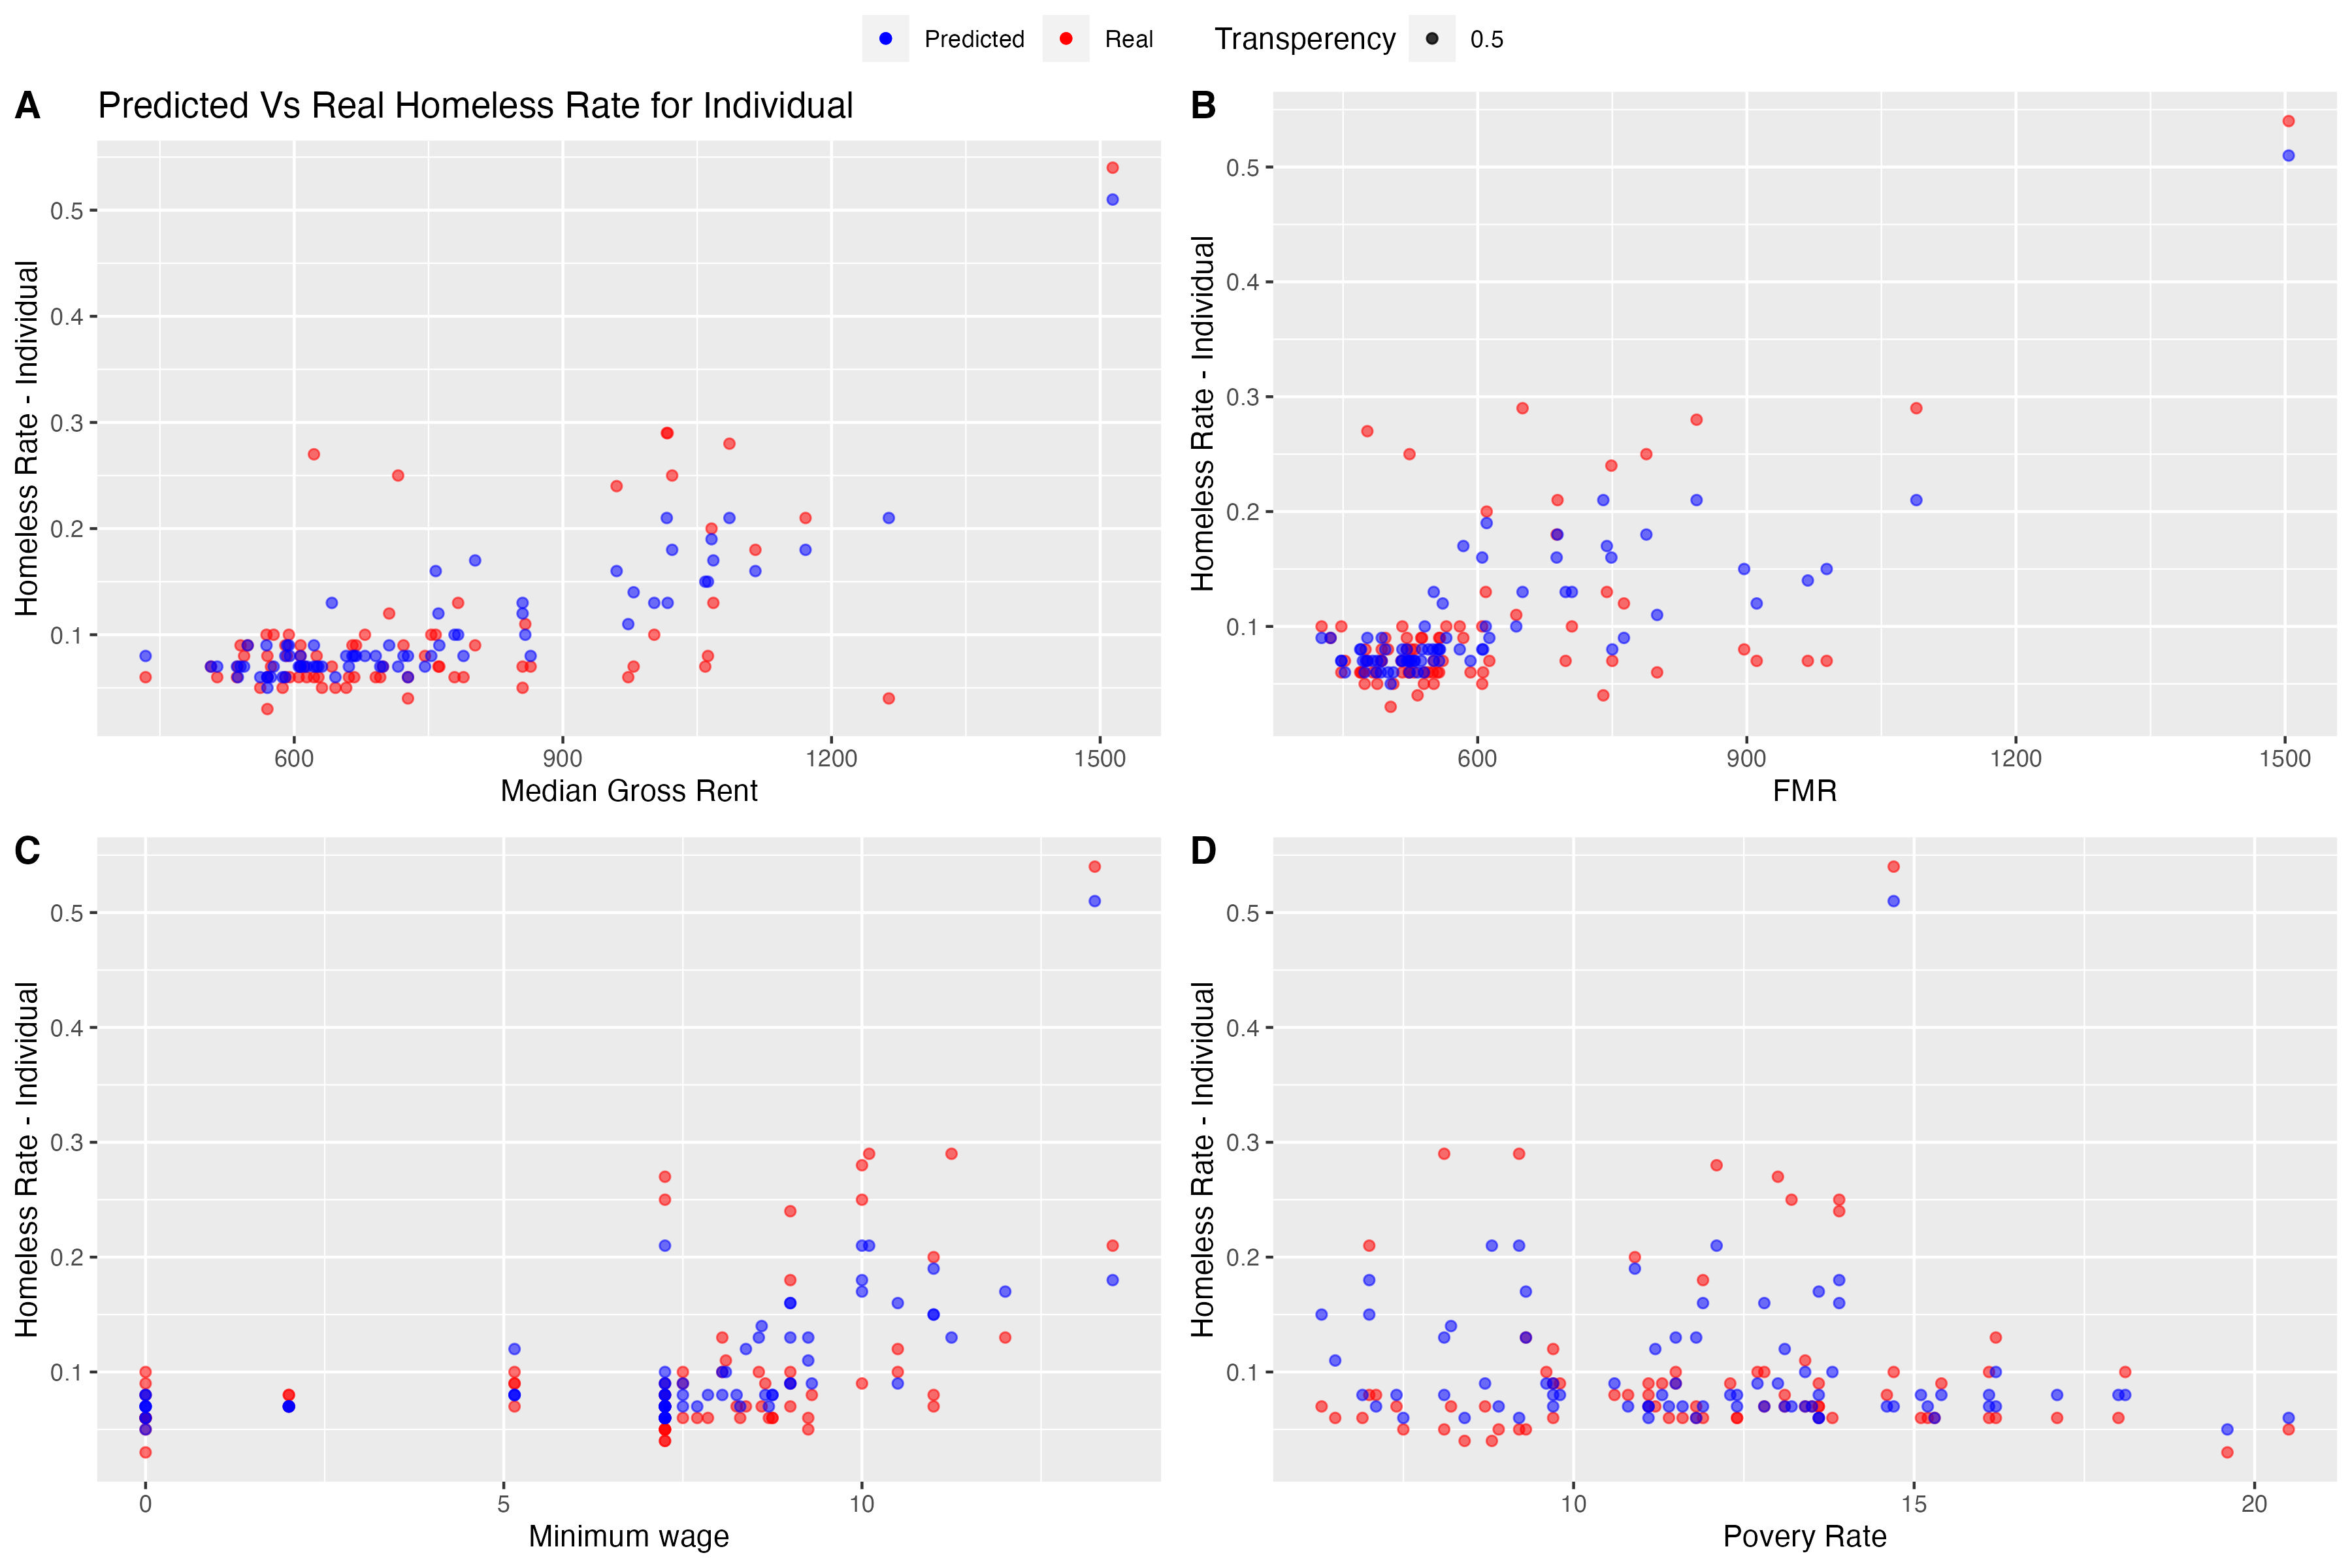 Predicted Real Transperency 0.5
A Predicted Vs Real Homeless Rate for Individual
Homeless Rate - Individual
0.5
0.4
0.3
0.2
0.1
600 900 1200 1500
Median Gross Rent
B
Homeless Rate - Individual
0.5
0.4
0.3
0.2
0.1
600 900 1200 1500
FMR
C
Homeless Rate - Individual
0.5
0.4
0.3
0.2
0.1
0 5 10
Minimum wage
D
Homeless Rate - Individual
0.5
0.4
0.3
0.2
0.1
10 15 20
Povery Rate